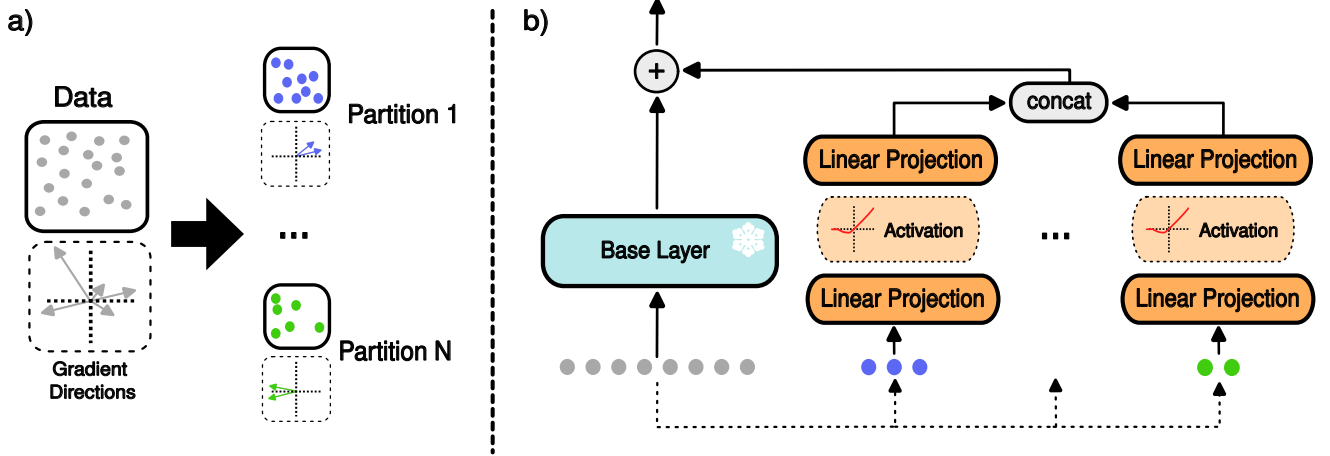 a)
Data
Gradient
Directions
Partition 1
...
Partition N
b)
+
concat
Linear Projection
Linear Projection
Base Layer
Activation
...
Activation
Linear Projection
Linear Projection